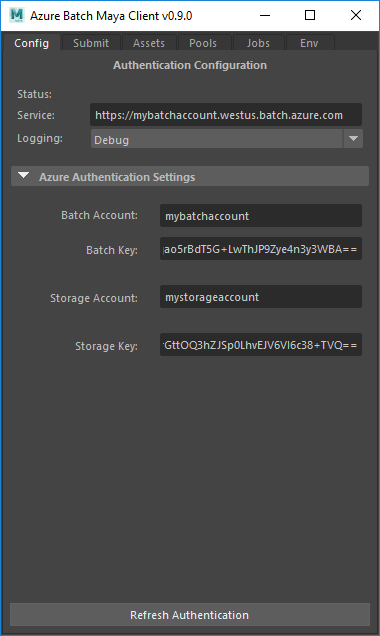 Azure Batch Maya Client v0.9.0
Config Submit Assets Pools Jobs Env
Authentication Configuration
Status:
Service: https://mybatchaccount.westus.batch.azure.com
Logging: Debug
Azure Authentication Settings
Batch Account: mybatchaccount
Batch Key: ao5rBdT5G+LwThJP9Zye4n3y3WBA==
Storage Account: mystorageaccount
Storage Key: GttOQ3hZJSp0LhvEJV6VI6c38+TVQ==
Refresh Authentication